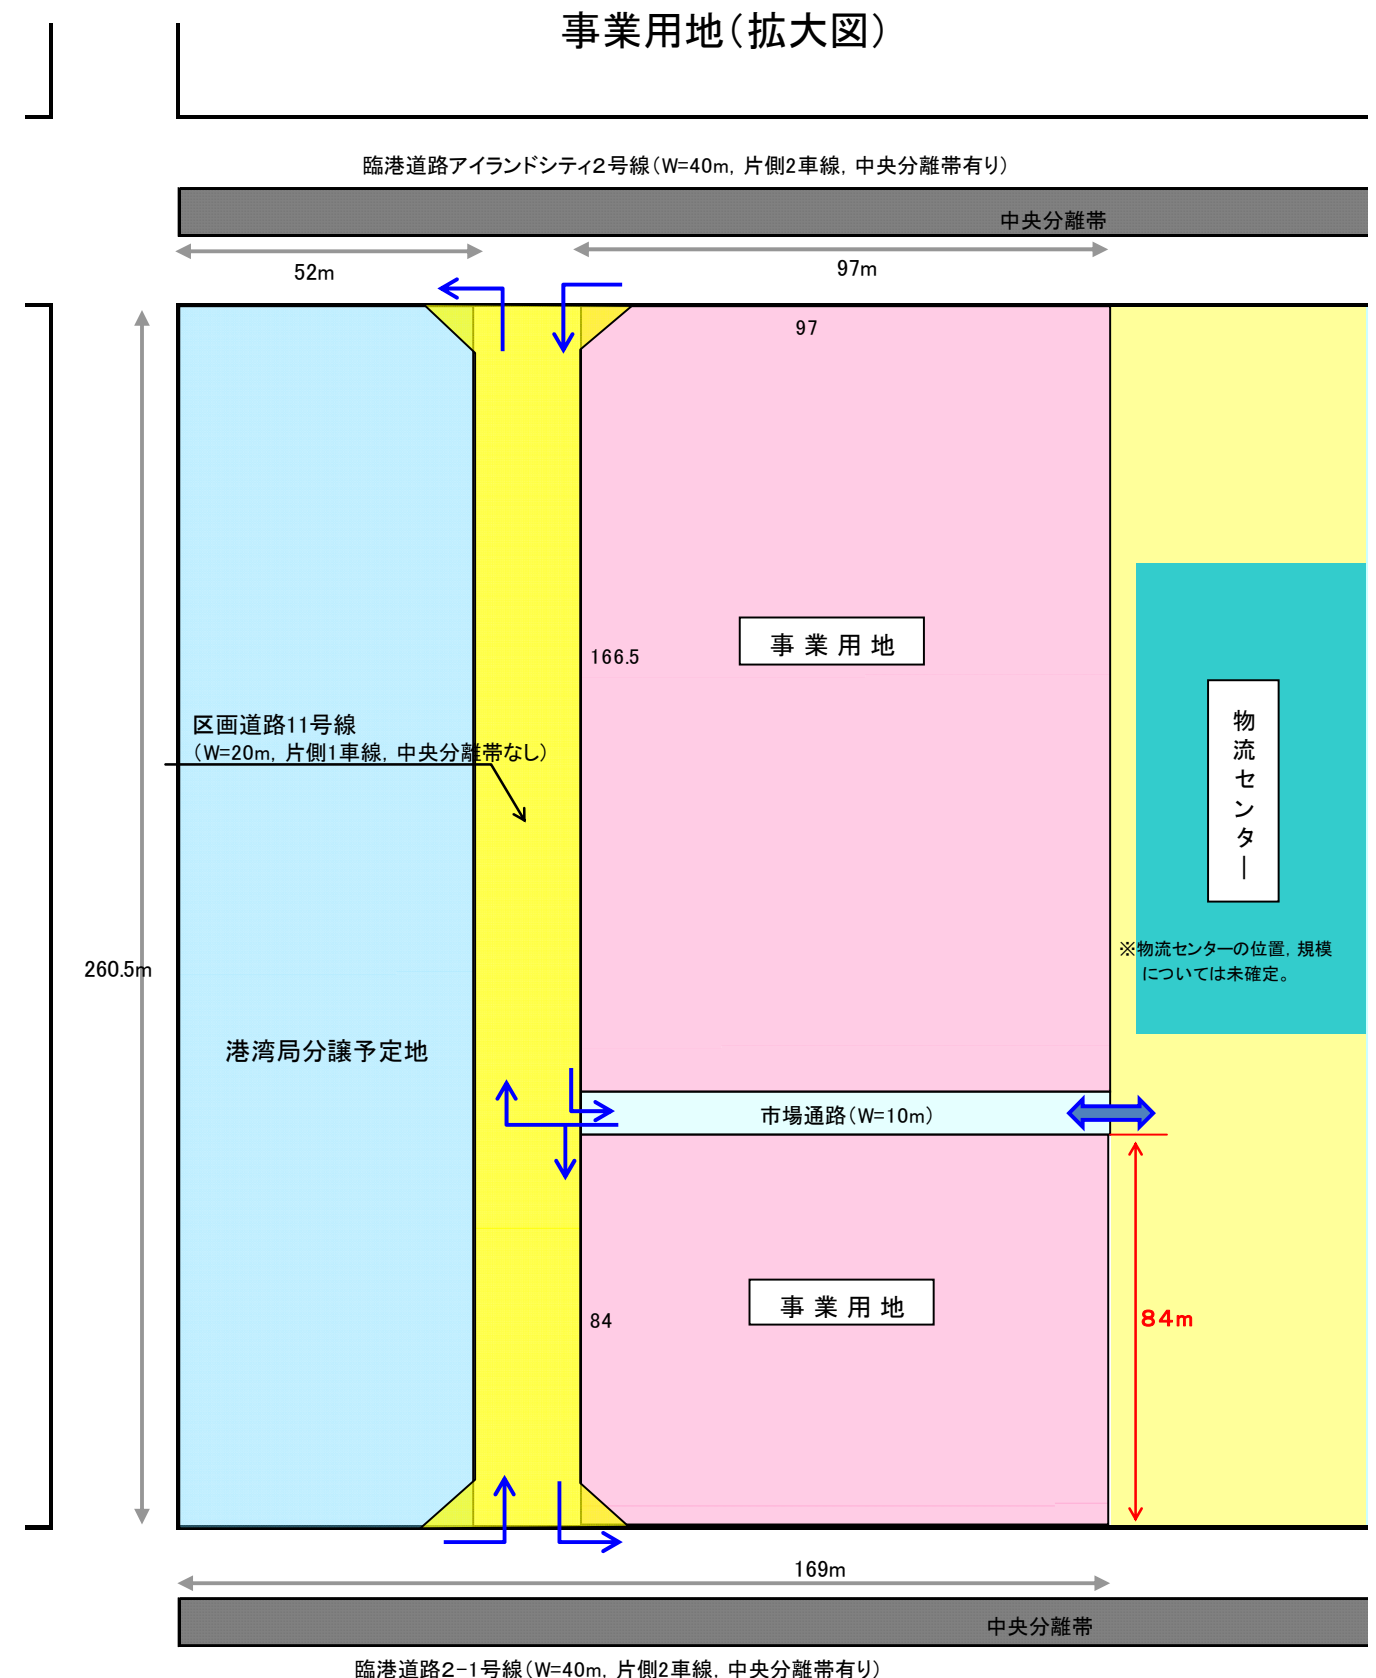 事業用地(拡大図)
臨港道路アイランドシティ2号線(W=40m, 片側2車線, 中央分離帯有り)
中央分離帯
52m
97m
97
事業用地
166.5
物流センター
区画道路11号線
(W=20m, 片側1車線, 中央分離帯なし)
※物流センターの位置, 規模
については未確定。
260.5m
港湾局分譲予定地
市場通路(W=10m)
事業用地
84
84m
169m
中央分離帯
臨港道路2-1号線(W=40m, 片側2車線, 中央分離帯有り)